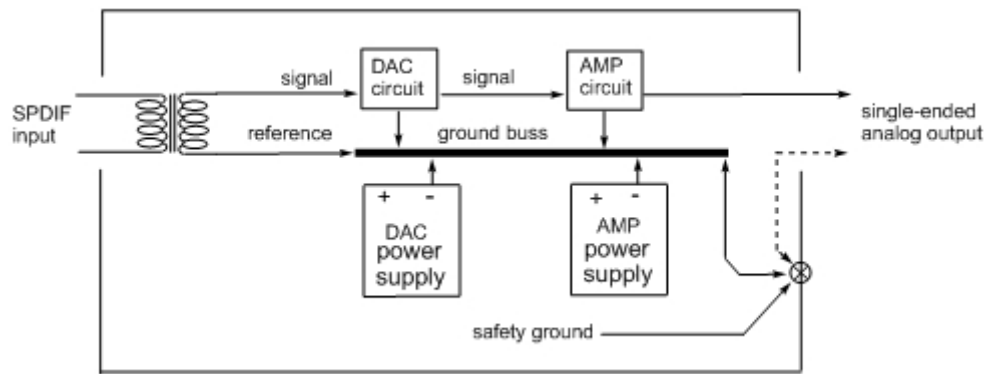 SPDIF
input
signal
DAC
circuit
signal
AMP
circuit
single-ended
analog output
reference
ground buss
+ -
DAC
power
supply
+ -
AMP
power
supply
safety ground